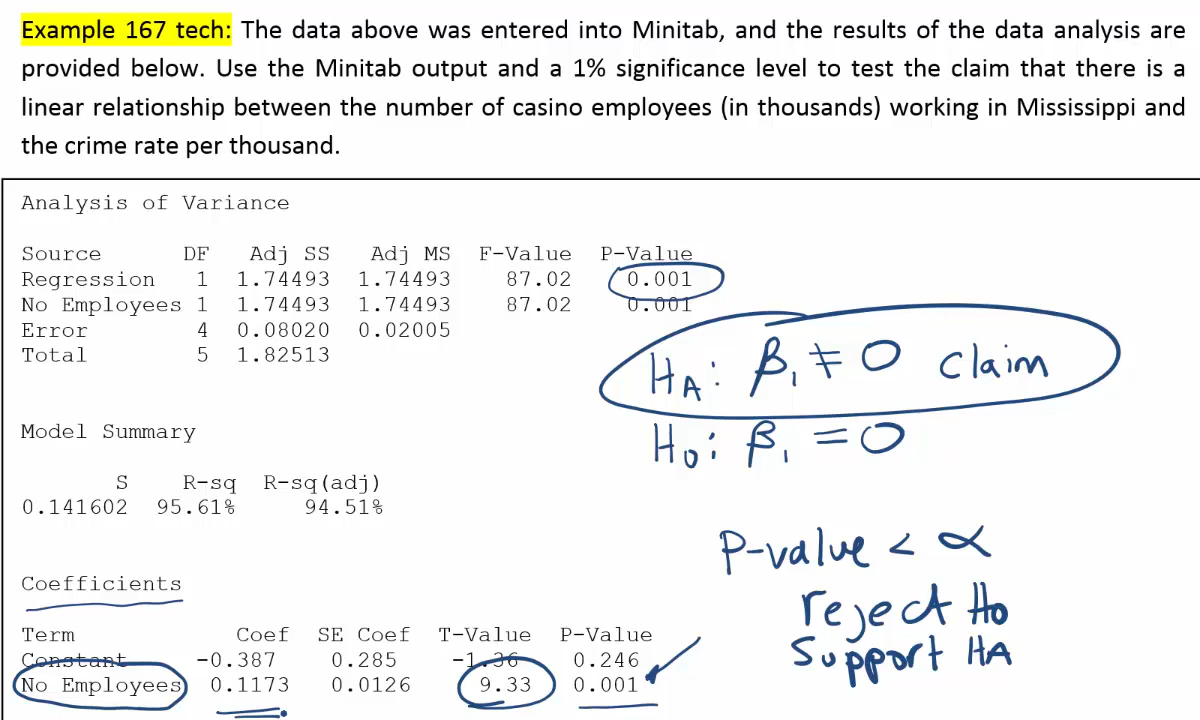 Example 167 tech: The data above was entered into Minitab, and the results of the data analysis are
provided below. Use the Minitab output and a 1% significance level to test the claim that there is a
linear relationship between the number of casino employees (in thousands) working in Mississippi and
the crime rate per thousand.
Analysis of Variance
Source DF Adj SS Adj MS F-Value P-Value
Regression 1 1.74493 1.74493 87.02 0.001
No Employees 1 1.74493 1.74493 87.02 0.001
Error 4 0.08020 0.02005
Total 5 1.82513
HA: β1 ≠ 0 claim
H0: β1 = 0
Model Summary
S R-sq R-sq(adj)
0.141602 95.61% 94.51%
P-value < α
reject H0
support HA
Coefficients
Term Coef SE Coef T-Value P-Value
Constant -0.387 0.285 -1.36 0.246
No Employees 0.1173 0.0126 9.33 0.001